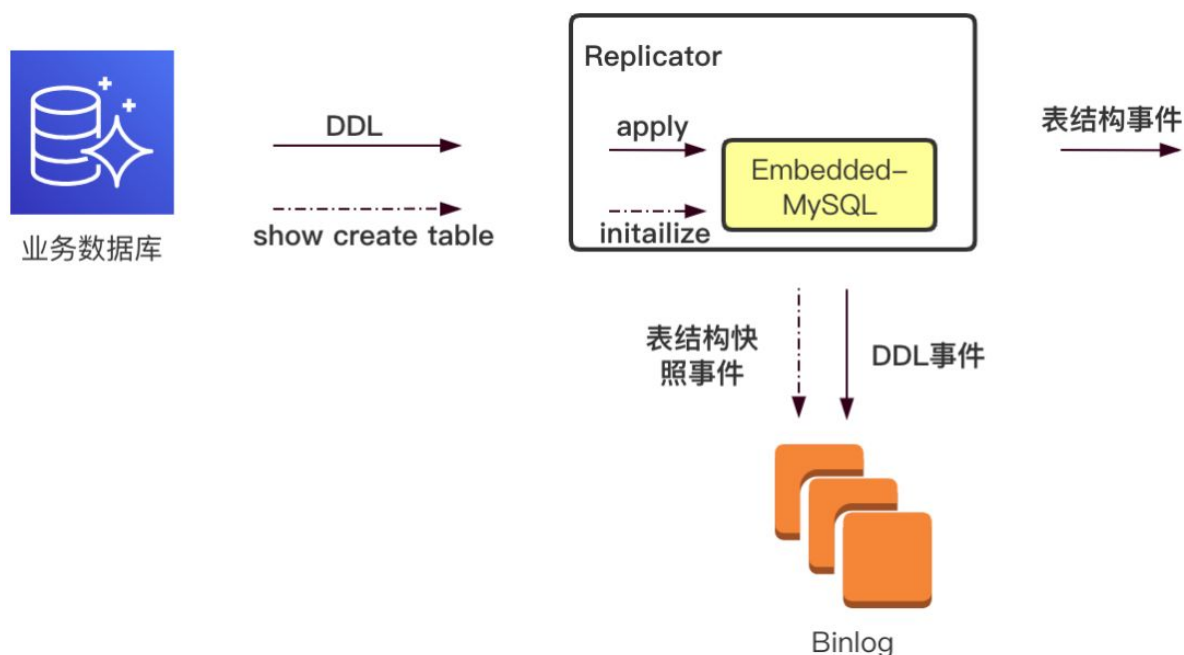 Replicator
DDL
apply
表结构事件
Embedded-
MySQL
show create table
initailize
业务数据库
表结构快
照事件
DDL事件
Binlog